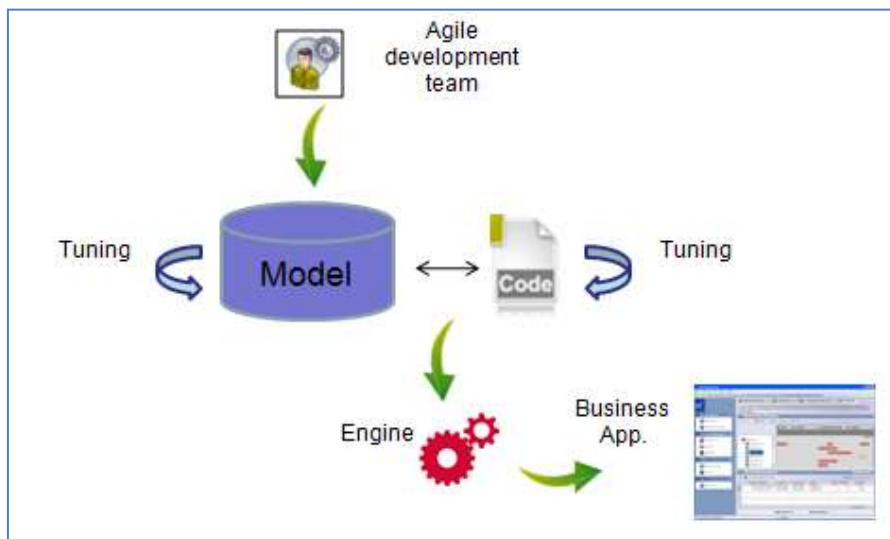 Agile
development
team
Tuning
Model
Code
Tuning
Engine
Business
App.